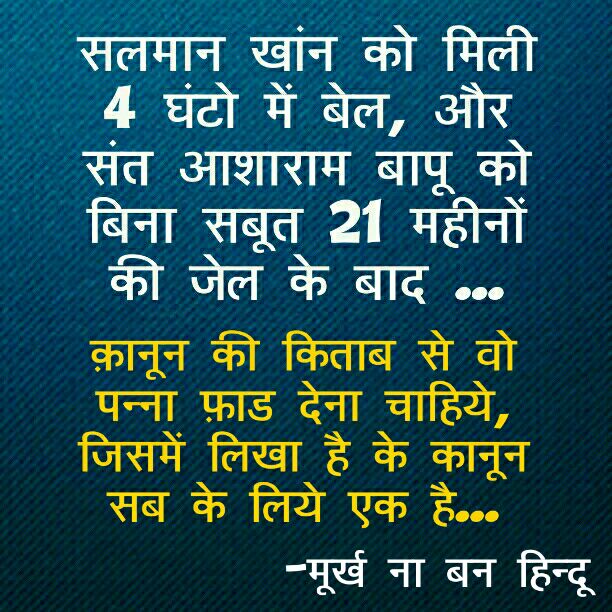 सलमान खांन को मिली
4 घंटो में बेल, और
संत आशाराम बापू को
बिना सबूत 21 महीनों
की जेल के बाद ...
क़ानून की किताब से वो
पन्ना फ़ाड देना चाहिये,
जिसमें लिखा है के कानून
सब के लिये एक है...
-मूर्ख ना बन हिन्दू